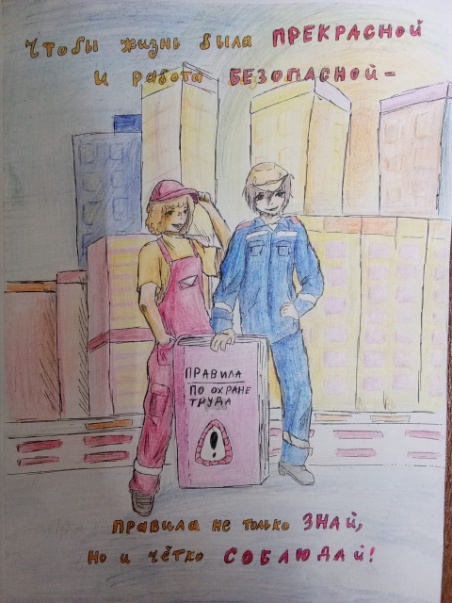 Чтобы жизнь была ПРЕКРАСНОЙ
И работа БЕЗОПАСНОЙ –
ПРАВИЛА
ПО ОХРАНЕ
ТРУДА
!
Правила не только ЗНАЙ,
Но и чётко СОБЛЮДАЙ!